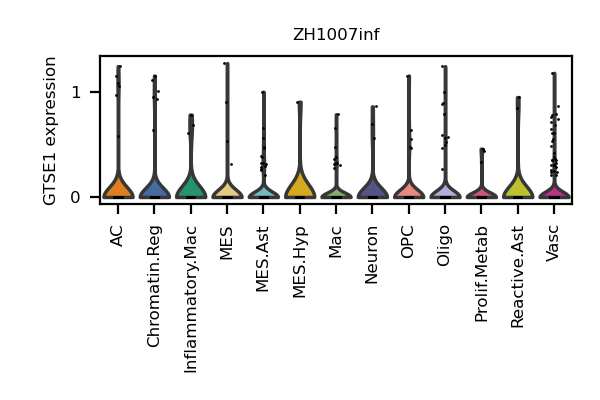 ZH1007inf
GTSE1 expression
1
0
AC
Chromatin.Reg
Inflammatory.Mac
MES
MES.Ast
MES.Hyp
Mac
Neuron
OPC
Oligo
Prolif.Metab
Reactive.Ast
Vasc